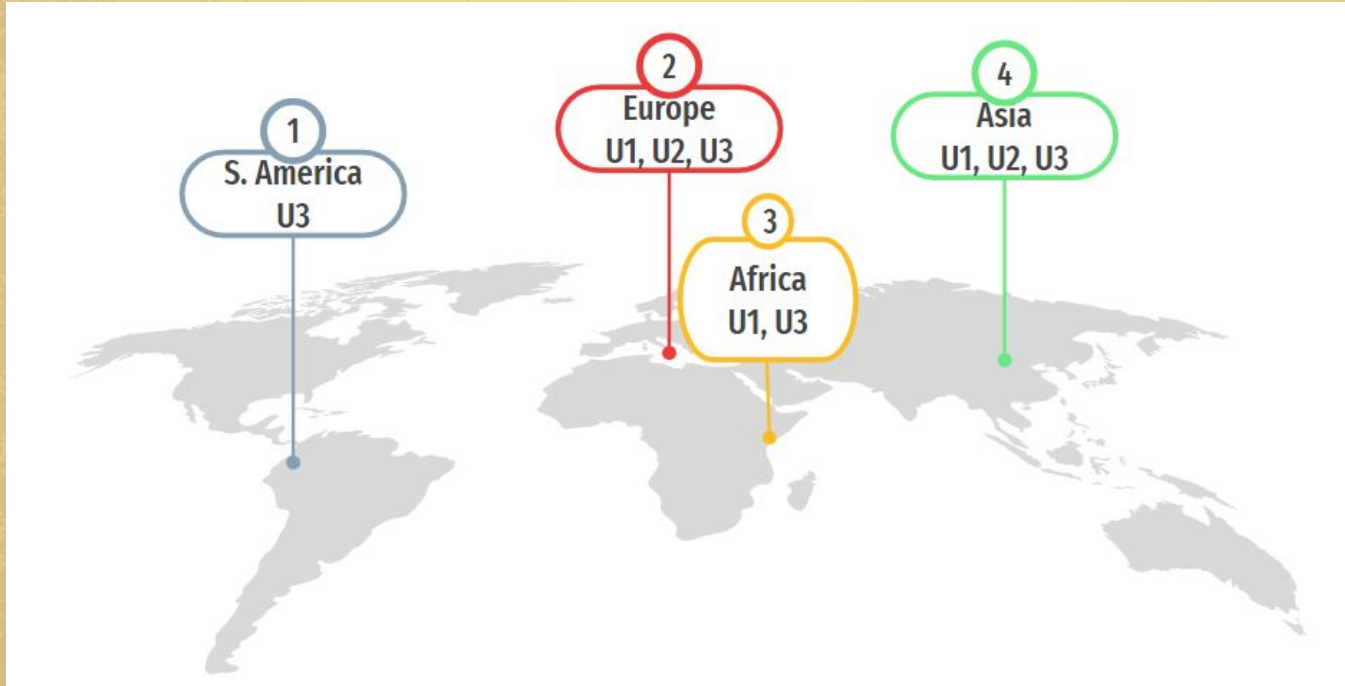 1
S. America
U3
2
Europe
U1, U2, U3
3
Africa
U1, U3
4
Asia
U1, U2, U3